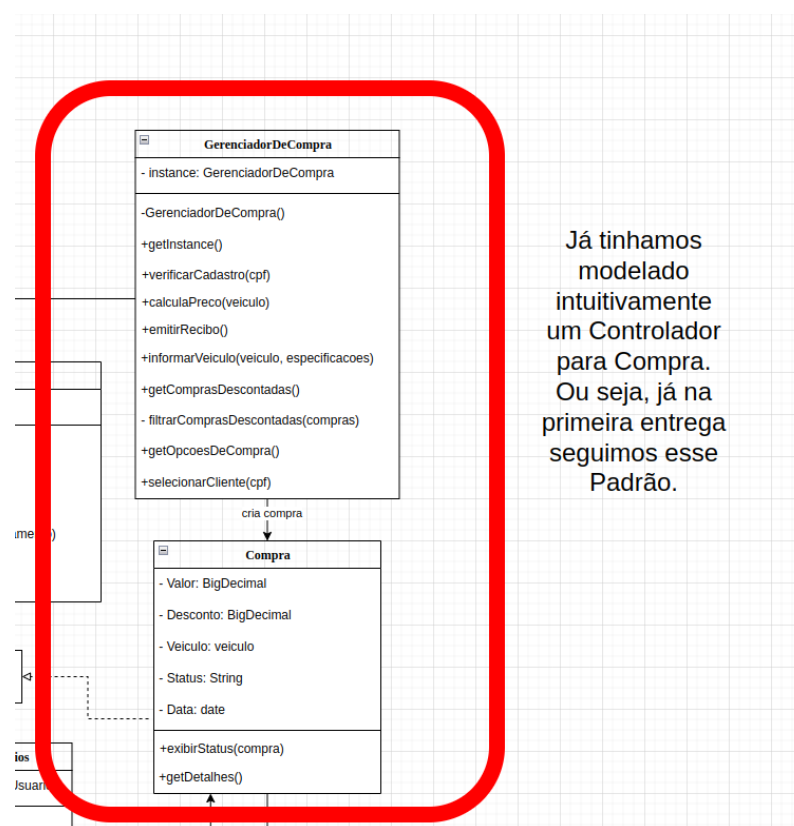 GerenciadorDeCompra
- instance: GerenciadorDeCompra
-GerenciadorDeCompra()
+getInstance()
+verificarCadastro(cpf)
+calculaPreco(veiculo)
+emitirRecibo()
+informarVeiculo(veiculo, especificacoes)
+getComprasDescontadas()
- filtrarComprasDescontadas(compras)
+getOpcoesDeCompra()
+selecionarCliente(cpf)
cria compra
Compra
- Valor: BigDecimal
- Desconto: BigDecimal
- Veiculo: veiculo
- Status: String
- Data: date
+exibirStatus(compra)
+getDetalhes()
Já tinhamos
modelado
intuitivamente
um Controlador
para Compra.
Ou seja, já na
primeira entrega
seguimos esse
Padrão.